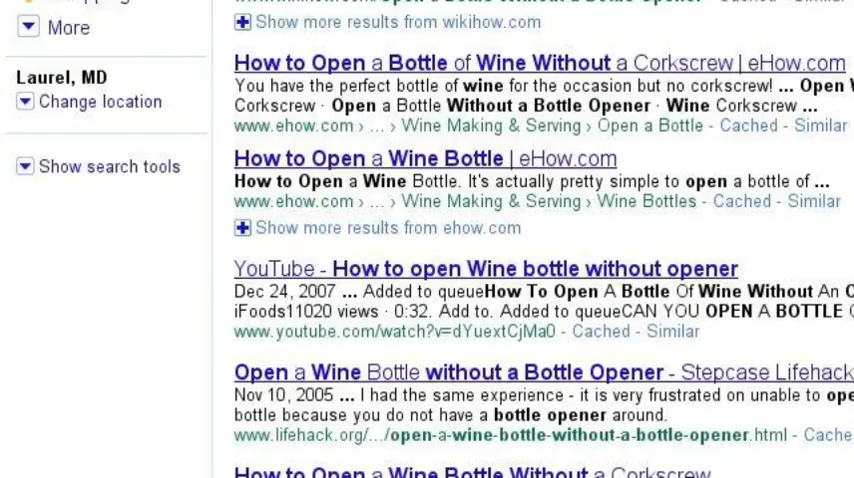 More
Laurel, MD
Change location
Show search tools
Show more results from wikihow.com
How to Open a Bottle of Wine Without a Corkscrew | eHow.com
You have the perfect bottle of wine for the occasion but no corkscrew! ... Open
Corkscrew · Open a Bottle Without a Bottle Opener · Wine Corkscrew ...
www.ehow.com › ... › Wine Making & Serving › Open a Bottle - Cached - Similar
How to Open a Wine Bottle | eHow.com
How to Open a Wine Bottle. It's actually pretty simple to open a bottle of ...
www.ehow.com › ... › Wine Making & Serving › Wine Bottles - Cached - Similar
Show more results from ehow.com
YouTube - How to open Wine bottle without opener
Dec 24, 2007 ... Added to queueHow To Open A Bottle Of Wine Without An
iFoods11020 views · 0:32. Add to. Added to queueCAN YOU OPEN A BOTTLE
www.youtube.com/watch?v=dYuextCjMa0 - Cached - Similar
Open a Wine Bottle without a Bottle Opener - Stepcase Lifehack
Nov 10, 2005 ... I had the same experience - it is very frustrated on unable to ope
bottle because you do not have a bottle opener around.
www.lifehack.org/.../open-a-wine-bottle-without-a-bottle-opener.html - Cache
How to Open a Wine Bottle Without a Corkscrew